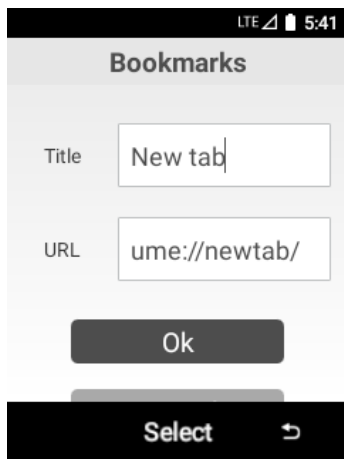 LTE 5:41
Bookmarks
Title New tab
URL ume://newtab/
Ok
Select